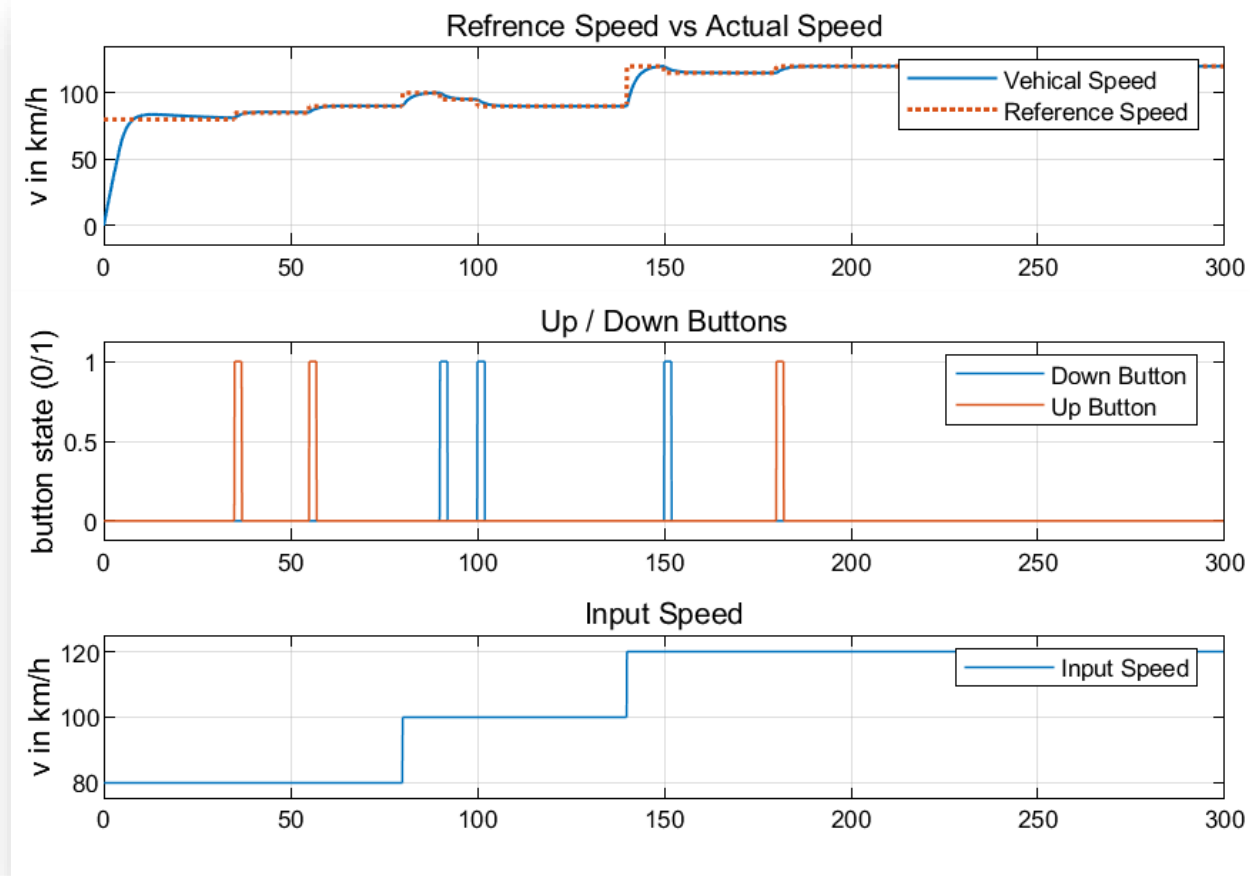 Refrence Speed vs Actual Speed
v in km/h
100
50
0
Vehical Speed
Reference Speed
0 50 100 150 200 250 300
Up / Down Buttons
button state (0/1)
1
0.5
0
Down Button
Up Button
0 50 100 150 200 250 300
Input Speed
v in km/h
120
100
80
Input Speed
0 50 100 150 200 250 300